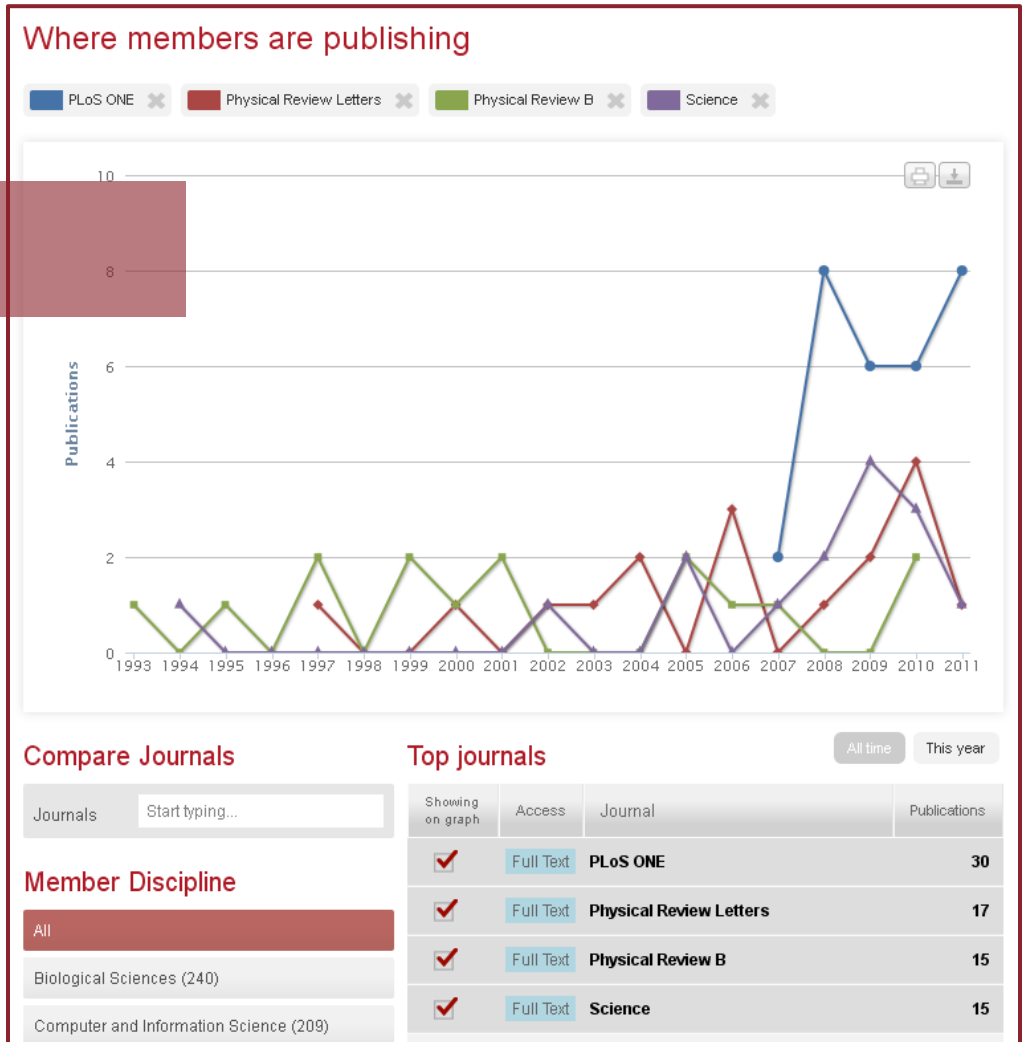 Where members are publishing
PLoS ONE Physical Review Letters Physical Review B Science
10
8
6
4
2
0
Publications
1993 1994 1995 1996 1997 1998 1999 2000 2001 2002 2003 2004 2005 2006 2007 2008 2009 2010 2011
Compare Journals
Journals Start typing...
Member Discipline
All
Biological Sciences (240)
Computer and Information Science (209)
Top journals All time This year
Showing on graph Access Journal Publications
Full Text PLoS ONE 30
Full Text Physical Review Letters 17
Full Text Physical Review B 15
Full Text Science 15